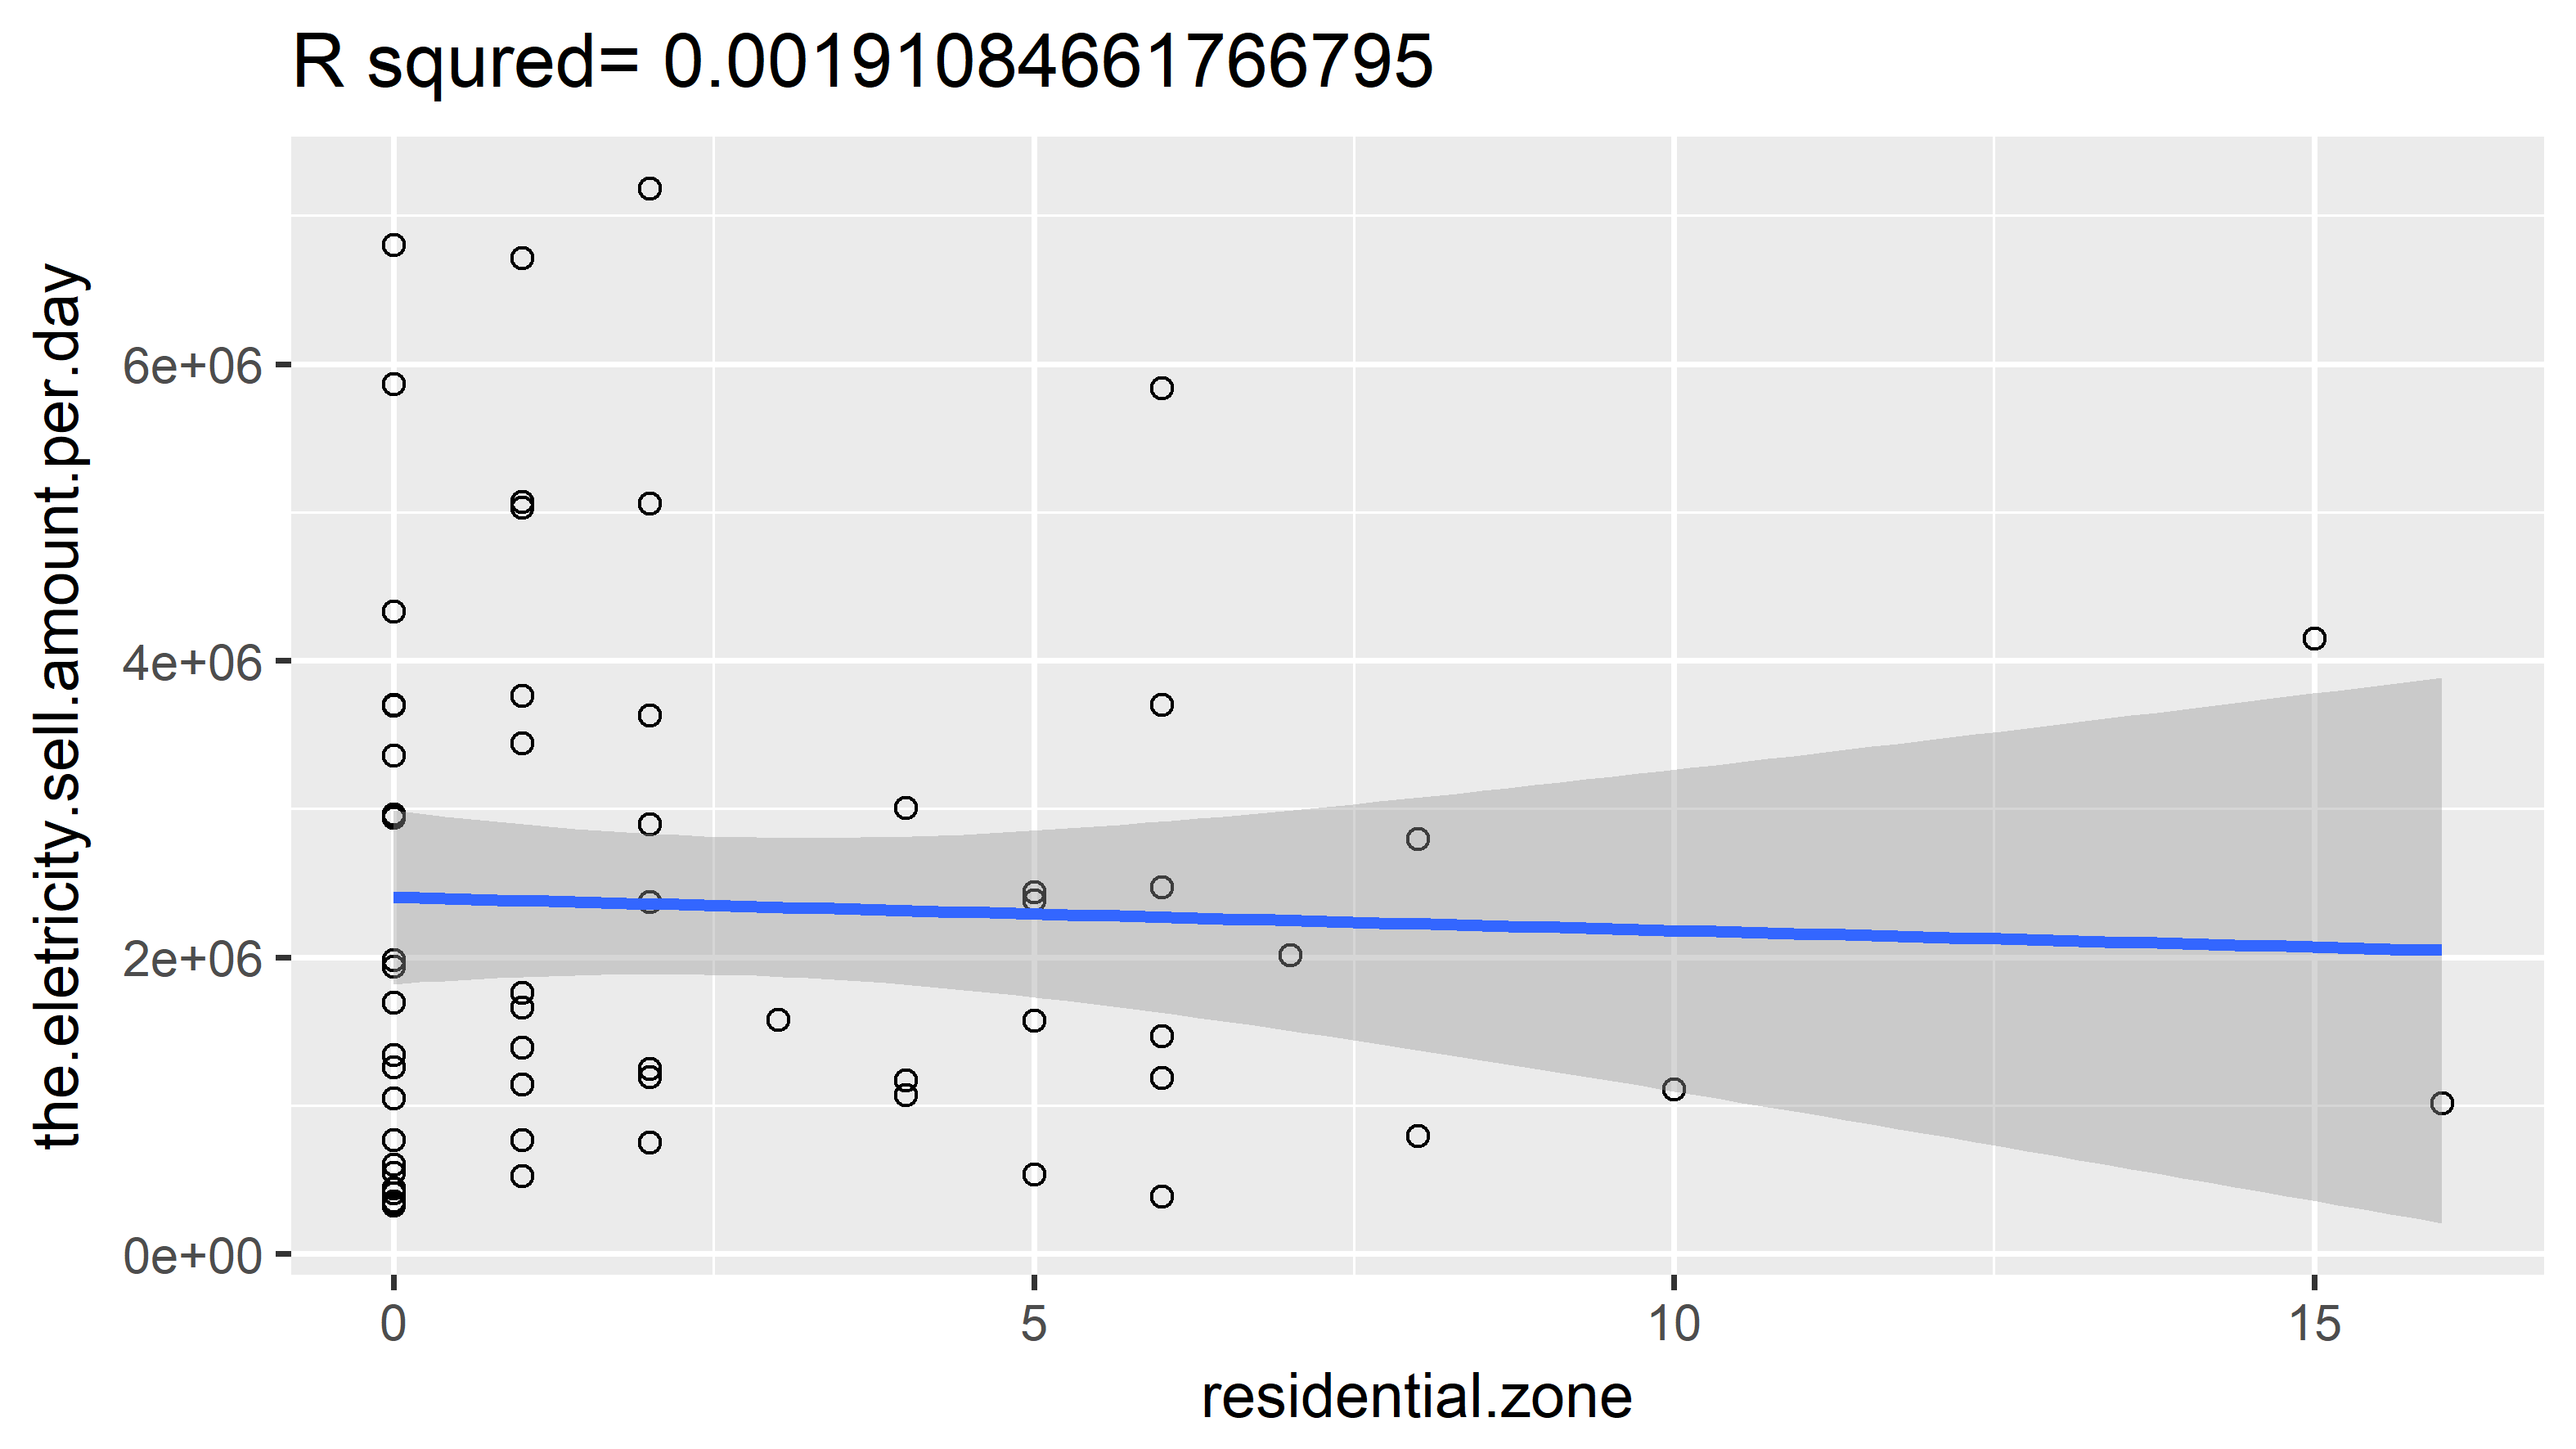 R squred= 0.00191084661766795
the.eletricity.sell.amount.per.day
6e+06
4e+06
2e+06
0e+00
0 5 10 15
residential.zone